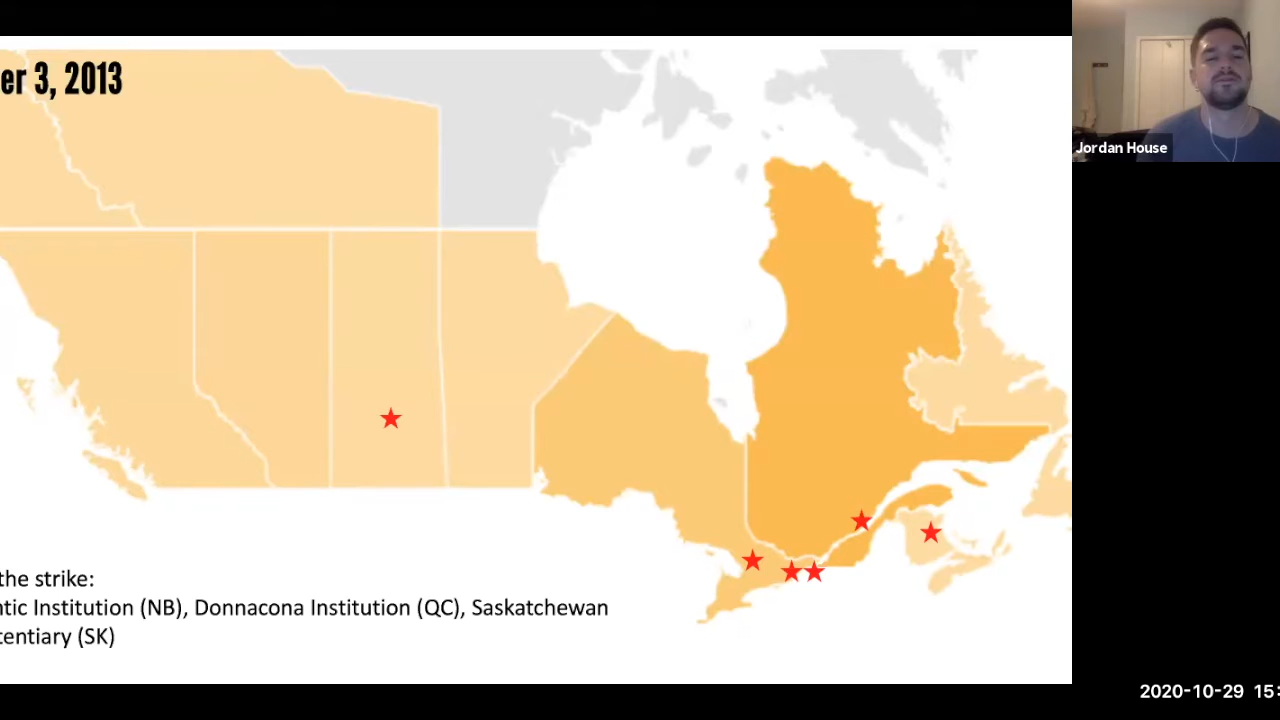 er 3, 2013
Jordan House
the strike:
ntic Institution (NB), Donnacona Institution (QC), Saskatchewan
tentiary (SK)
2020-10-29 15: